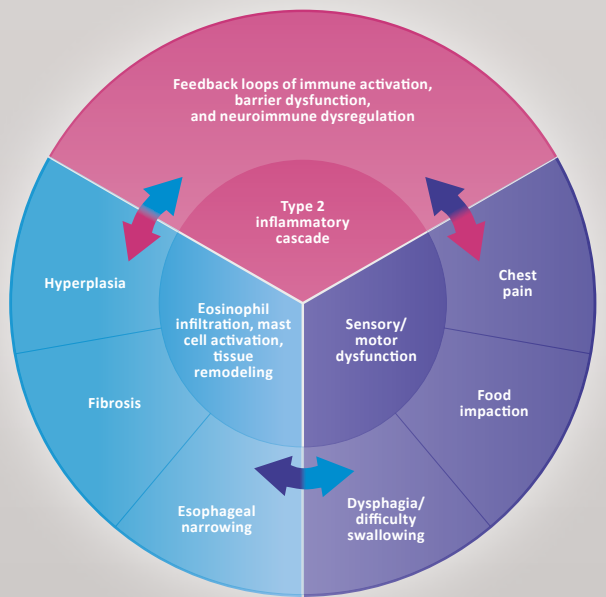 Feedback loops of immune activation,
barrier dysfunction,
and neuroimmune dysregulation
Type 2
inflammatory
cascade
Hyperplasia
Fibrosis
Esophageal
narrowing
Eosinophil
infiltration, mast
cell activation,
tissue
remodeling
Sensory/
motor
dysfunction
Chest
pain
Food
impaction
Dysphagia/
difficulty
swallowing